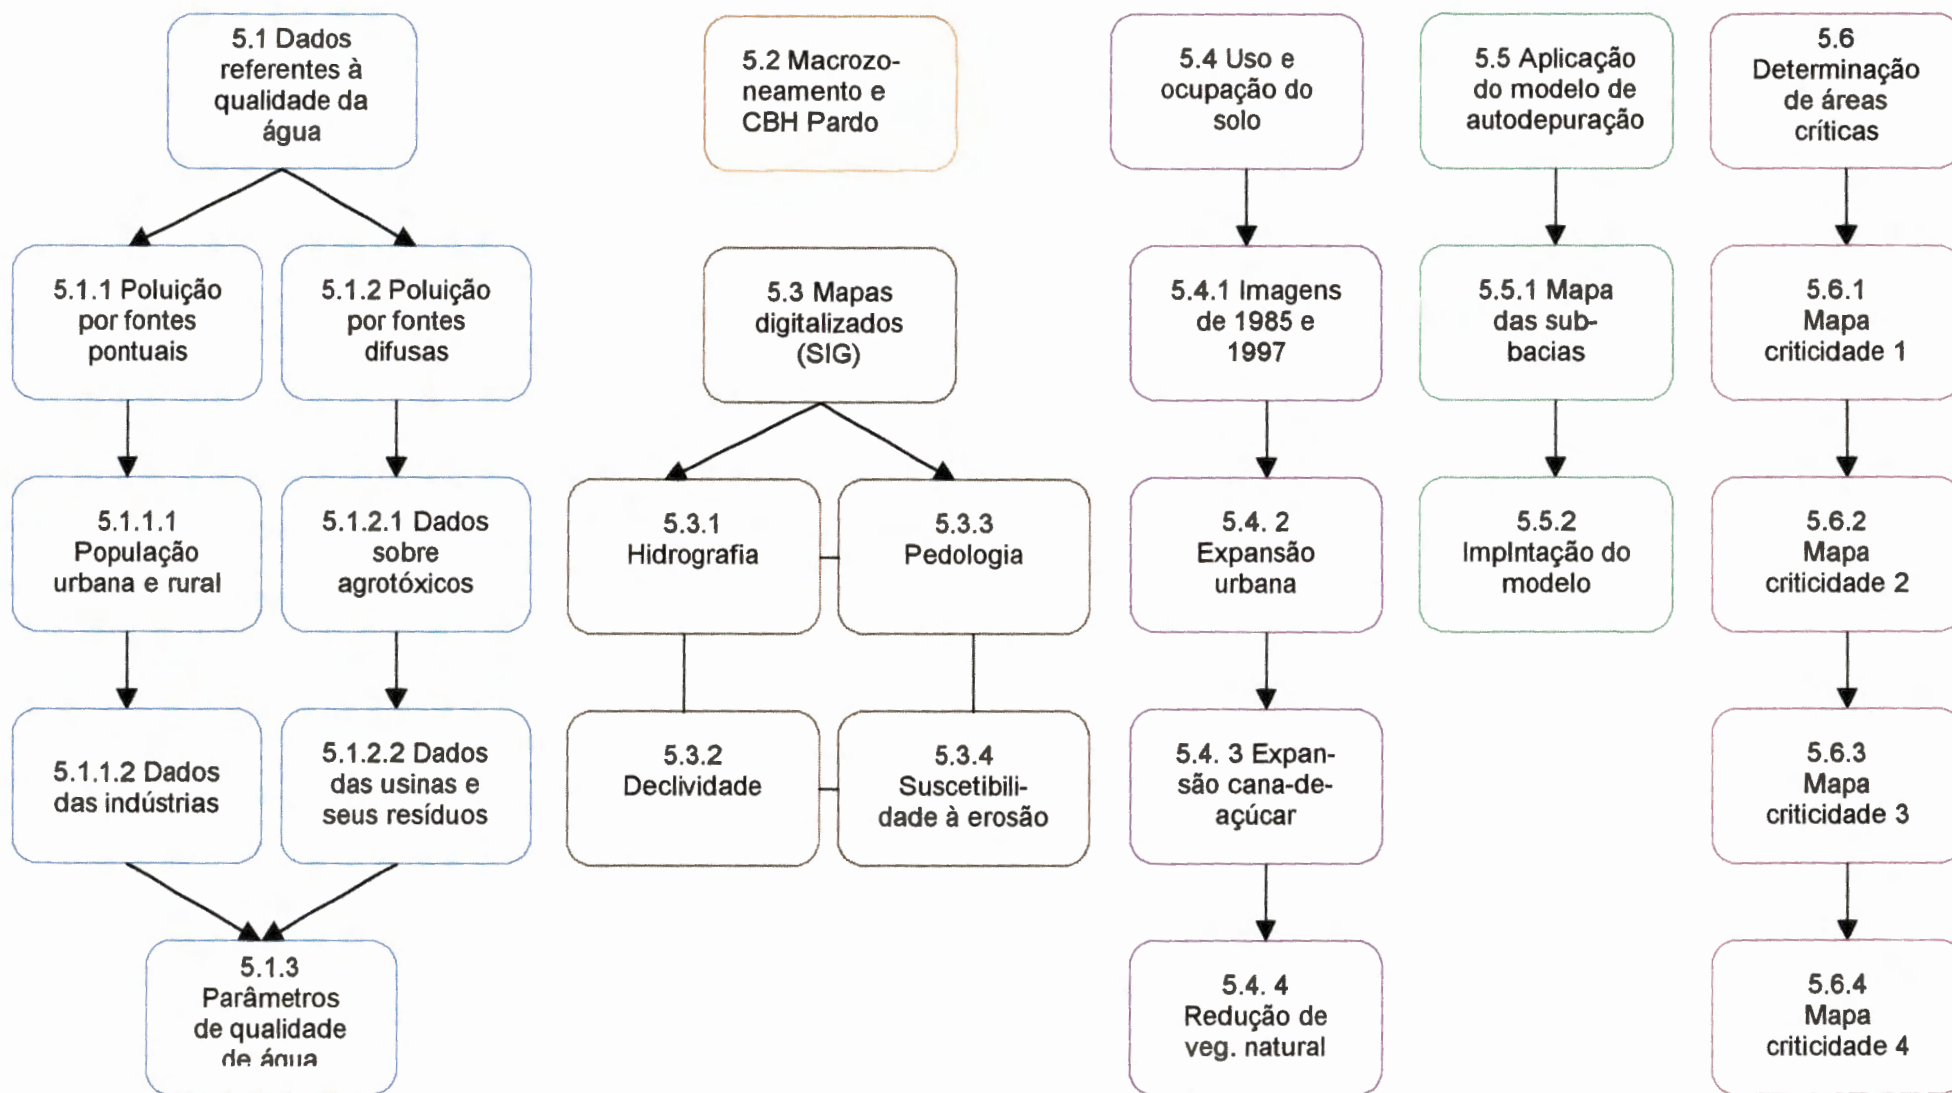 5.1 Dados
referentes à
qualidade da
água
5.1.1 Poluição
por fontes
pontuais
5.1.2 Poluição
por fontes
difusas
5.1.1.1
População
urbana e rural
5.1.2.1 Dados
sobre
agrotóxicos
5.1.1.2 Dados
das indústrias
5.1.2.2 Dados
das usinas e
seus resíduos
5.1.3
Parâmetros
de qualidade
de água
5.2 Macrozo-
neamento e
CBH Pardo
5.3 Mapas
digitalizados
(SIG)
5.3.1
Hidrografia
5.3.3
Pedologia
5.3.2
Declividade
5.3.4
Suscetibili-
dade à erosão
5.4 Uso e
ocupação do
solo
5.4.1 Imagens
de 1985 e
1997
5.4. 2
Expansão
urbana
5.4. 3 Expan-
são cana-de-
açúcar
5.4. 4
Redução de
veg. natural
5.5 Aplicação
do modelo de
autodepuração
5.5.1 Mapa
das sub-
bacias
5.5.2
Implntação do
modelo
5.6
Determinação
de áreas
críticas
5.6.1
Mapa
criticidade 1
5.6.2
Mapa
criticidade 2
5.6.3
Mapa
criticidade 3
5.6.4
Mapa
criticidade 4